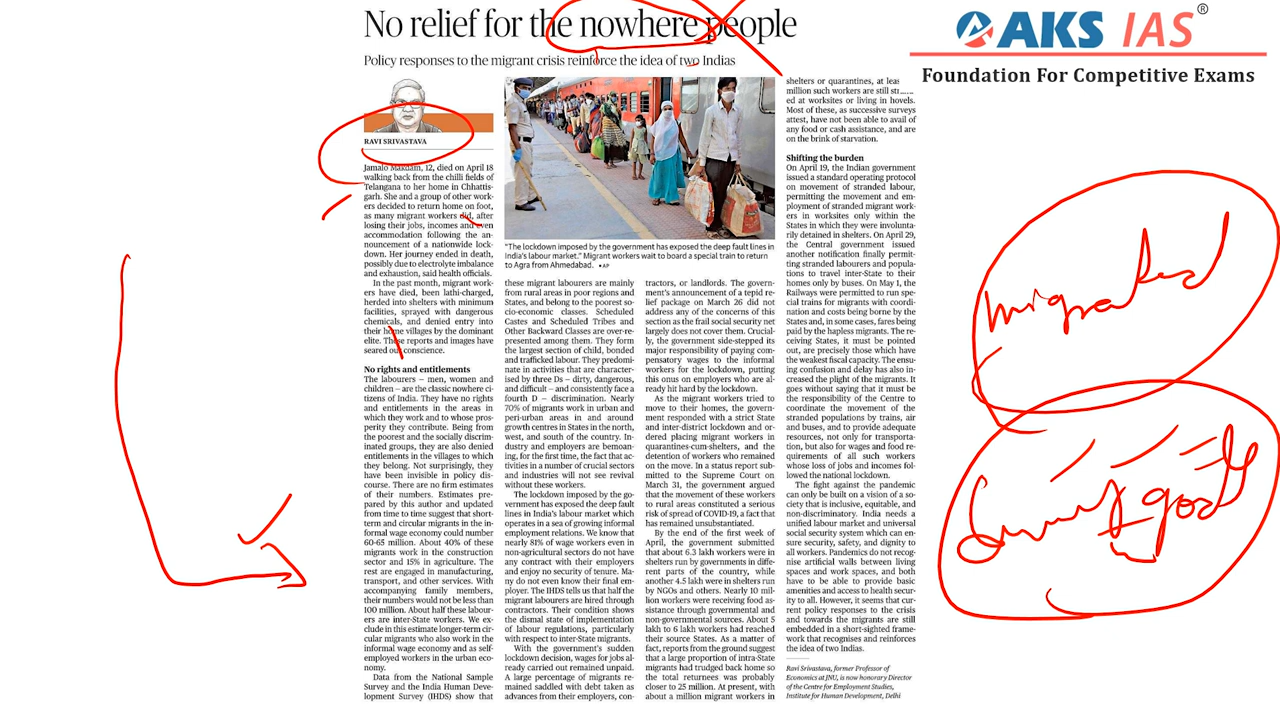 No relief for the nowhere people
Policy responses to the migrant crisis reinforce the idea of two Indias
AKS IAS®
Foundation For Competitive Exams
RAVI SRIVASTAVA
Jamalo Makdam, 12, died on April 18
walking back from the chilli fields of
Telangana to her home in Chhattis-
garh. She and a group of other work-
ers decided to return home on foot,
as many migrant workers did, after
losing their jobs, incomes and even
accommodation following the an-
nouncement of a nationwide lock-
down. Her journey ended in death,
possibly due to electrolyte imbalance
and exhaustion, said health officials.
In the past month, migrant work-
ers have died, been lathi-charged,
herded into shelters with minimum
facilities, sprayed with dangerous
chemicals, and denied entry into
their home villages by the dominant
elite. These reports and images have
seared our conscience.
No rights and entitlements
The labourers – men, women and
children – are the classic nowhere ci-
tizens of India. They have no rights
and entitlements in the areas in
which they work and to whose pros-
perity they contribute. Being from
the poorest and the socially discrim-
inated groups, they are also denied
entitlements in the villages to which
they belong. Not surprisingly, they
have been invisible in policy dis-
course. There are no firm estimates
of their numbers. Estimates pre-
pared by this author and updated
from time to time suggest that short-
term and circular migrants in the in-
formal wage economy could number
60-65 million. About 40% of these
migrants work in the construction
sector and 15% in agriculture. The
rest are engaged in manufacturing,
transport, and other services. With
accompanying family members,
their numbers would not be less than
100 million. About half these labour-
ers are inter-State workers. We ex-
clude in this estimate longer-term cir-
cular migrants who also work in the
informal wage economy and as self-
employed workers in the urban eco-
nomy.
Data from the National Sample
Survey and the India Human Deve-
lopment Survey (IHDS) show that
"The lockdown imposed by the government has exposed the deep fault lines in
India's labour market." Migrant workers wait to board a special train to return
to Agra from Ahmedabad. •AP
these migrant labourers are mainly
from rural areas in poor regions and
States, and belong to the poorest so-
cio-economic classes. Scheduled
Castes and Scheduled Tribes and
Other Backward Classes are over-re-
presented among them. They form
the largest section of child, bonded
and trafficked labour. They predomi-
nate in activities that are character-
ised by three Ds – dirty, dangerous,
and difficult – and consistently face a
fourth D – discrimination. Nearly
70% of migrants work in urban and
peri-urban areas in and around
growth centres in States in the north,
west, and south of the country. In-
dustry and employers are bemoan-
ing, for the first time, the fact that ac-
tivities in a number of crucial sectors
and industries will not see revival
without these workers.
The lockdown imposed by the go-
vernment has exposed the deep fault
lines in India's labour market which
operates in a sea of growing informal
employment relations. We know that
nearly 81% of wage workers even in
non-agricultural sectors do not have
any contract with their employers
and enjoy no security of tenure. Ma-
ny do not even know their final em-
ployer. The IHDS tells us that half the
migrant labourers are hired through
contractors. Their condition shows
the dismal state of implementation
of labour regulations, particularly
with respect to inter-State migrants.
With the government's sudden
lockdown decision, wages for jobs al-
ready carried out remained unpaid.
A large percentage of migrants re-
mained saddled with debt taken as
advances from their employers, con-
tractors, or landlords. The govern-
ment's announcement of a tepid re-
lief package on March 26 did not
address any of the concerns of this
section as the frail social security net
largely does not cover them. Crucial-
ly, the government side-stepped its
major responsibility of paying com-
pensatory wages to the informal
workers for the lockdown, putting
this onus on employers who are al-
ready hit hard by the lockdown.
As the migrant workers tried to
move to their homes, the govern-
ment responded with a strict State
and inter-district lockdown and or-
dered placing migrant workers in
quarantines-cum-shelters, and the
detention of workers who remained
on the move. In a status report sub-
mitted to the Supreme Court on
March 31, the government argued
that the movement of these workers
to rural areas constituted a serious
risk of spread of COVID-19, a fact that
has remained unsubstantiated.
By the end of the first week of
April, the government submitted
that about 6.3 lakh workers were in
shelters run by governments in differ-
ent parts of the country, while
another 4.5 lakh were in shelters run
by NGOs and others. Nearly 10 mil-
lion workers were receiving food as-
sistance through governmental and
non-governmental sources. About 5
lakh to 6 lakh workers had reached
their source States. As a matter of
fact, reports from the ground suggest
that a large proportion of intra-State
migrants had trudged back home so
the total returnees was probably
closer to 25 million. At present, with
about a million migrant workers in
shelters or quarantines, at leas
million such workers are still str
ed at worksites or living in hovels.
Most of these, as successive surveys
attest, have not been able to avail of
any food or cash assistance, and are
on the brink of starvation.
Shifting the burden
On April 19, the Indian government
issued a standard operating protocol
on movement of stranded labour,
permitting the movement and em-
ployment of stranded migrant work-
ers in worksites only within the
States in which they were involunta-
rily detained in shelters. On April 29,
the Central government issued
another notification finally permit-
ting stranded labourers and popula-
tions to travel inter-State to their
homes only by buses. On May 1, the
Railways were permitted to run spe-
cial trains for migrants with coordi-
nation and costs being borne by the
States and, in some cases, fares being
paid by the hapless migrants. The re-
ceiving States, it must be pointed
out, are precisely those which have
the weakest fiscal capacity. The ensu-
ing confusion and delay has also in-
creased the plight of the migrants. It
goes without saying that it must be
the responsibility of the Centre to
coordinate the movement of the
stranded populations by trains, air
and buses, and to provide adequate
resources, not only for transporta-
tion, but also for wages and food re-
quirements of all such workers
whose loss of jobs and incomes fol-
lowed the national lockdown.
The fight against the pandemic
can only be built on a vision of a so-
ciety that is inclusive, equitable, and
non-discriminatory. India needs a
unified labour market and universal
social security system which can en-
sure security, safety, and dignity to
all workers. Pandemics do not recog-
nise artificial walls between living
spaces and work spaces, and both
have to be able to provide basic
amenities and access to health secur-
ity to all. However, it seems that cur-
rent policy responses to the crisis
and towards the migrants are still
embedded in a short-sighted frame-
work that recognises and reinforces
the idea of two Indias.
Ravi Srivastava, former Professor of
Economics at JNU, is now honorary Director
of the Centre for Employment Studies,
Institute for Human Development, Delhi
migrated